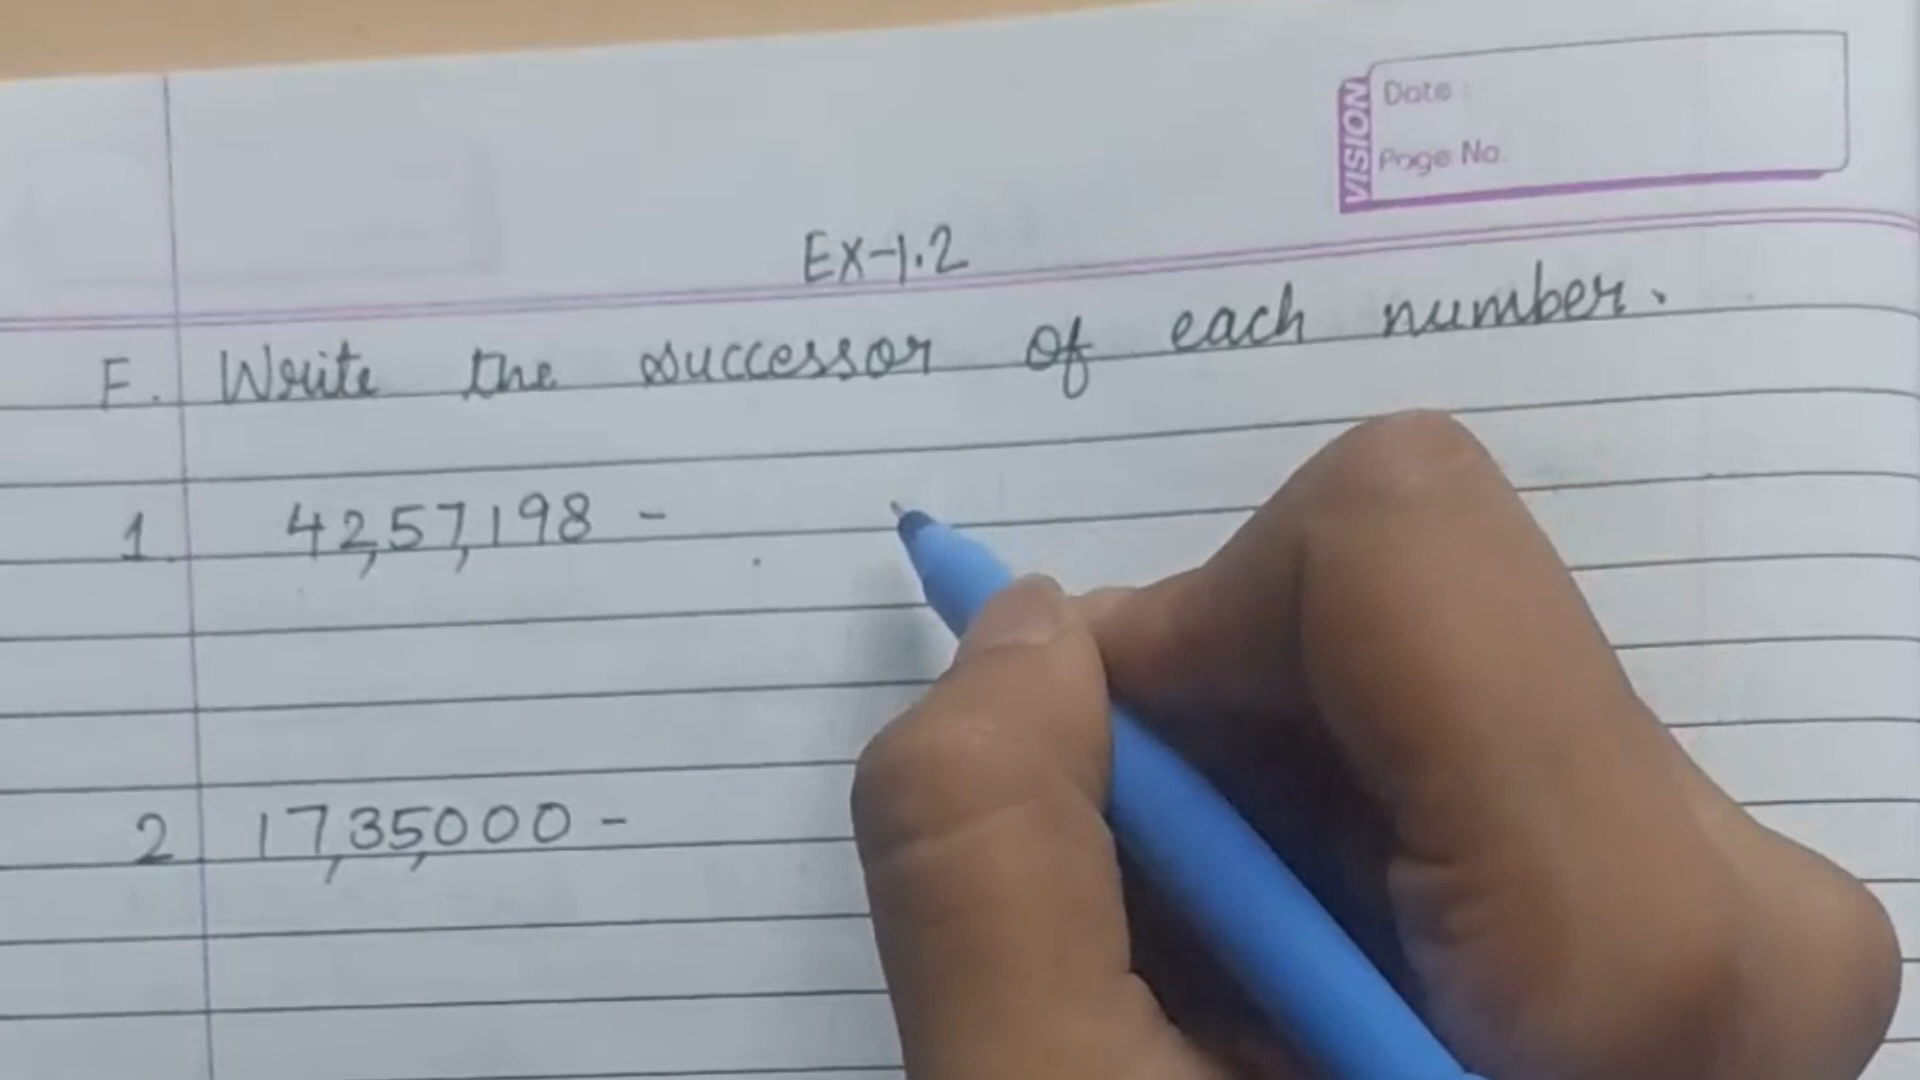 VISION
Date :
Page No.
Ex-1.2
F. Write the successor of each number.
1 42,57,198 -
2 17,35,000 -